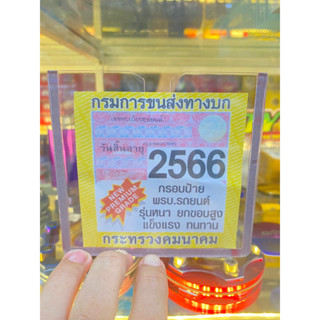 กรมการขนส่งทางบก
วันสิ้นอายุ
2566
กรอบป้าย
พรบ.รถยนต์
รุ่นหนา ยกขอบสูง
แข็งแรง ทนทาน
NEW
PREMIUM
GRADE
กระทรวงคมนาคม